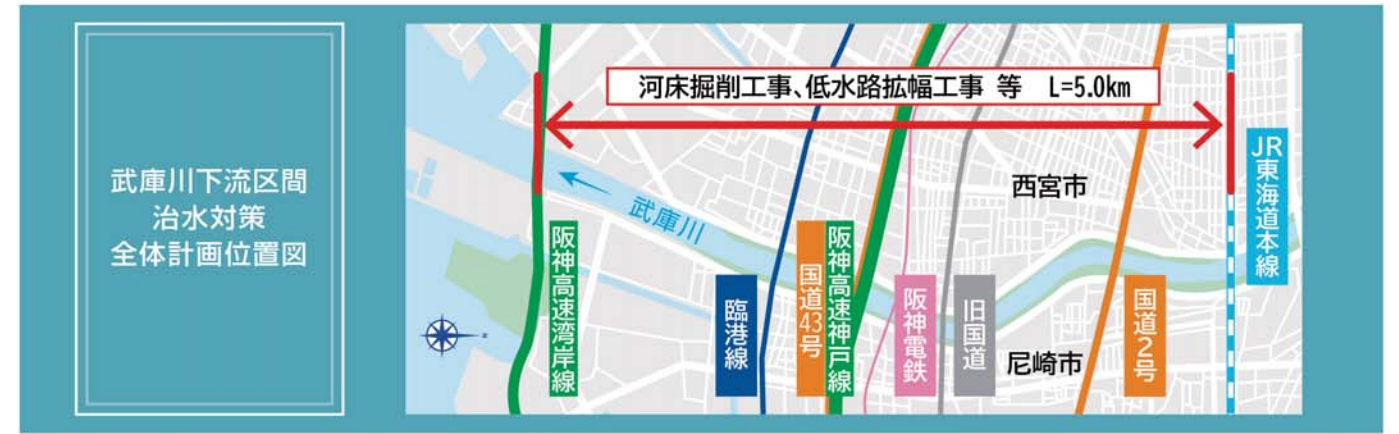 武庫川下流区間
治水対策
全体計画位置図
河床掘削工事、低水路拡幅工事 等 L=5.0km
武庫川
西宮市
尼崎市
阪神高速湾岸線
臨港線
国道43号
阪神高速神戸線
阪神電鉄
旧国道
国道2号
JR東海道本線